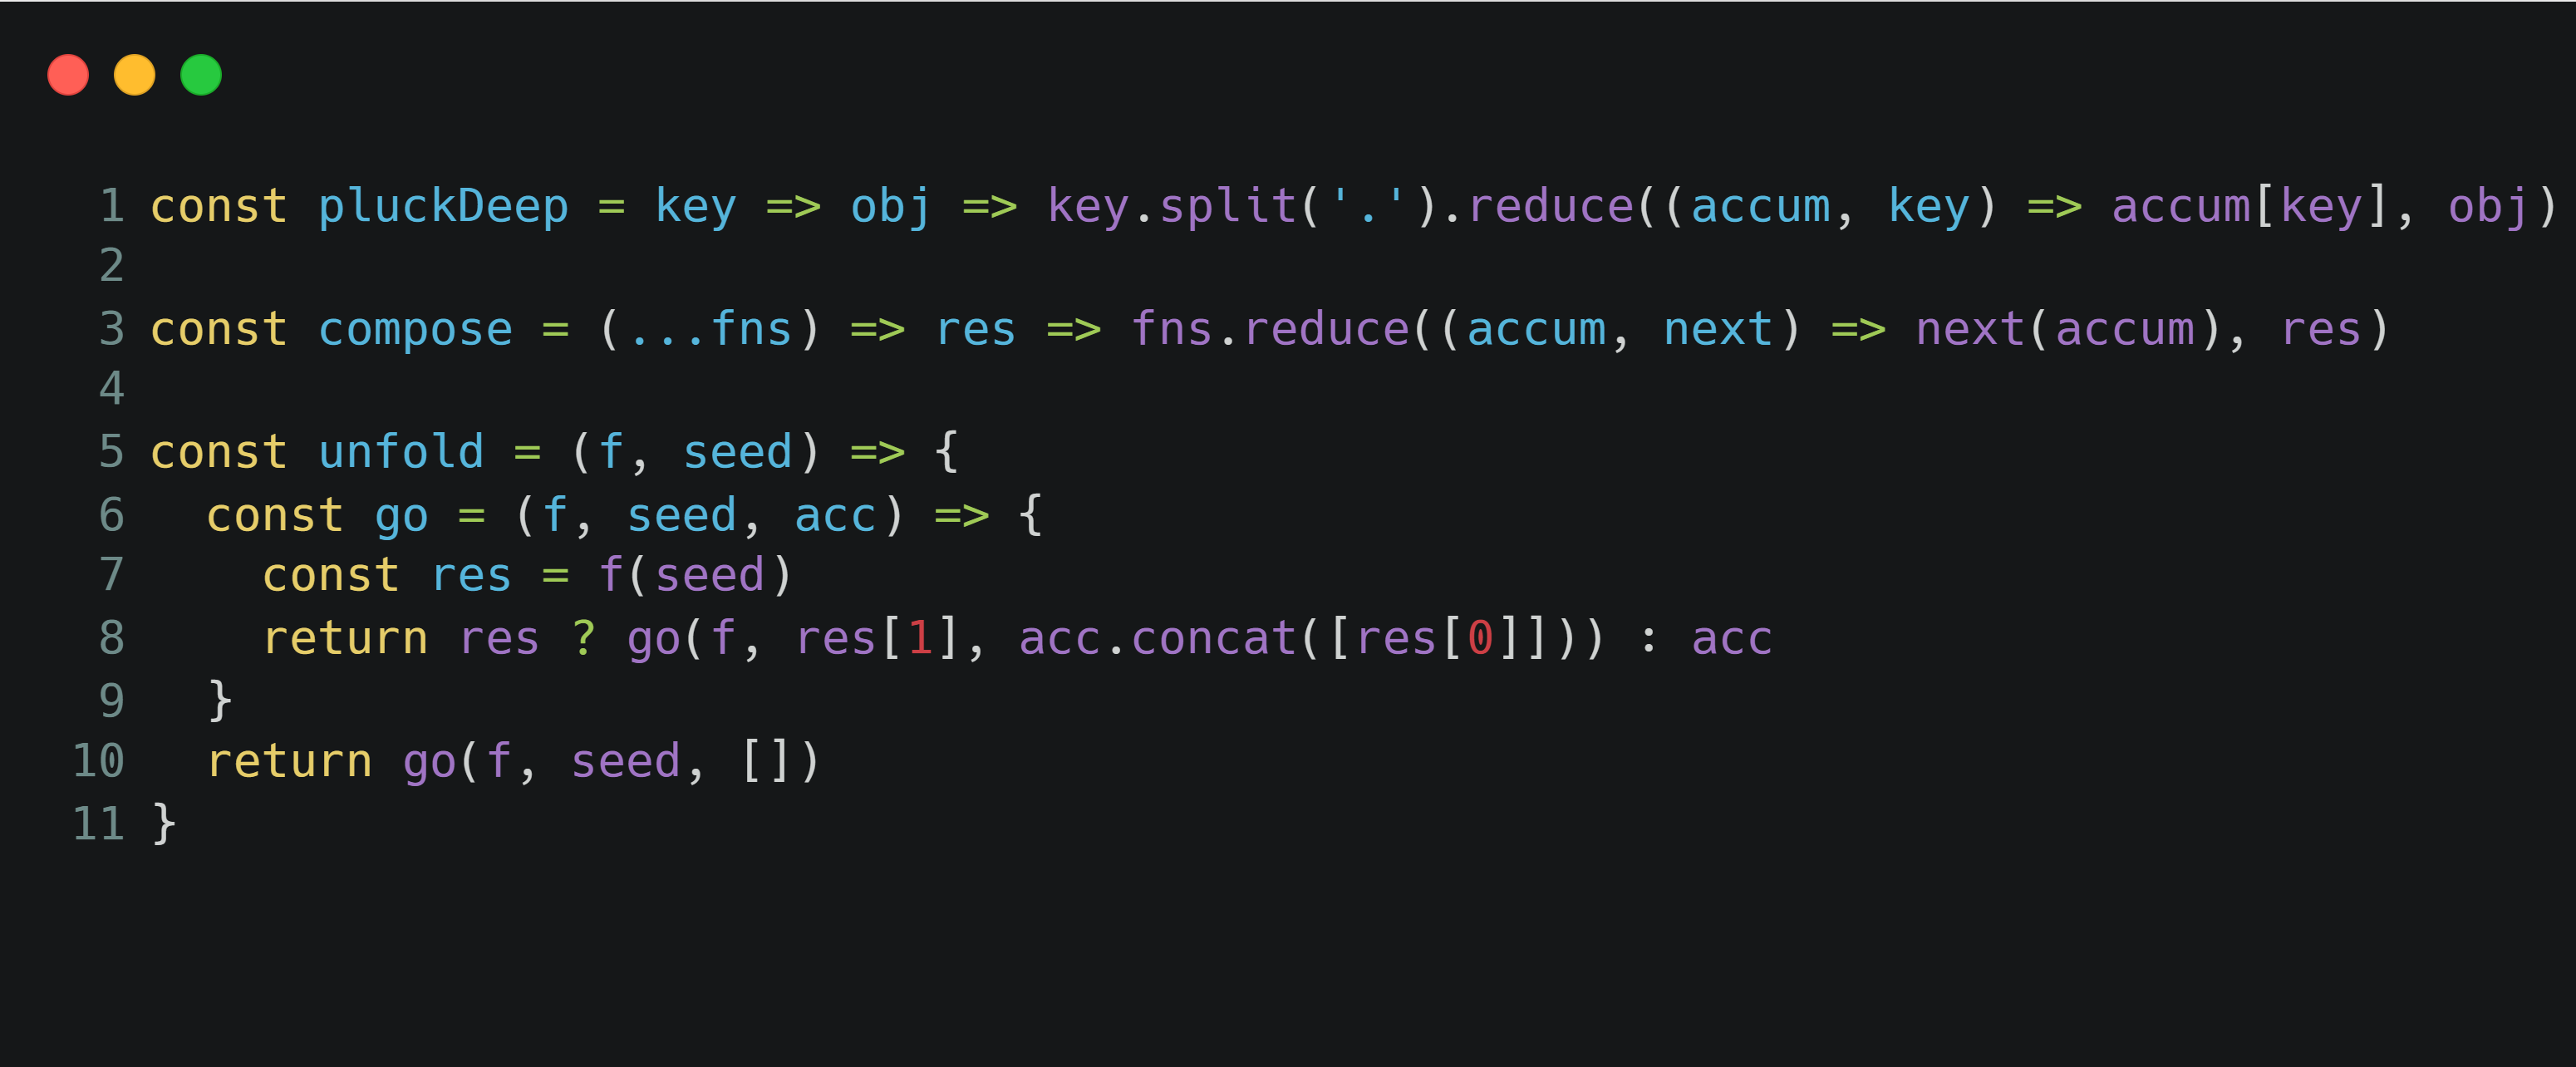 1 const pluckDeep = key => obj => key.split('.').reduce((accum, key) => accum[key], obj)
2
3 const compose = (...fns) => res => fns.reduce((accum, next) => next(accum), res)
4
5 const unfold = (f, seed) => {
6   const go = (f, seed, acc) => {
7     const res = f(seed)
8     return res ? go(f, res[1], acc.concat([res[0]])) : acc
9   }
10   return go(f, seed, [])
11 }